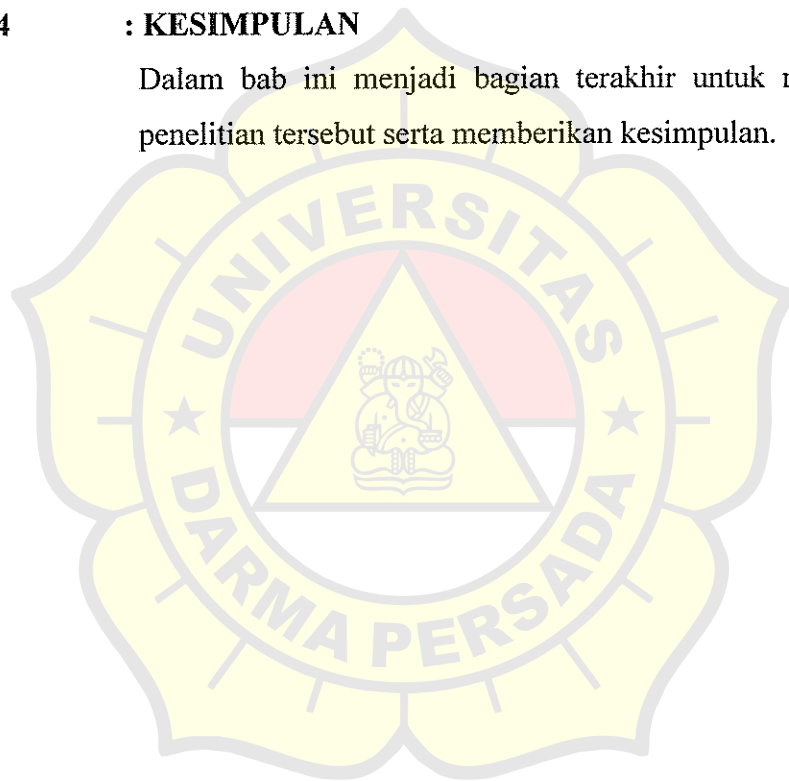 4 : KESIMPULAN
Dalam bab ini menjadi bagian terakhir untuk
penelitian tersebut serta memberikan kesimpulan.
UNIVERSITAS
DARMA PERSADA